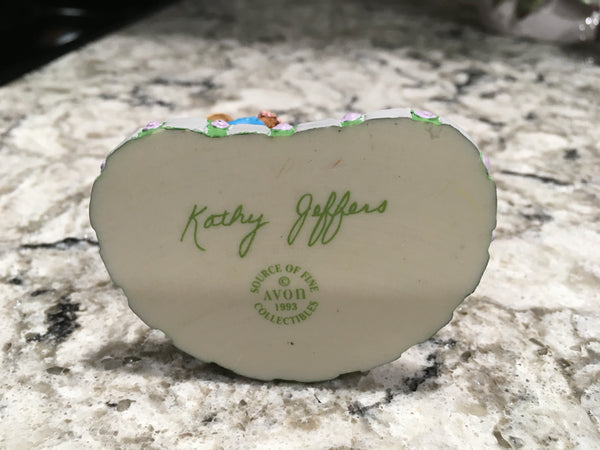 Kathy Jeffers
SOURCE OF FINE
©
AVON
1993
COLLECTIBLES